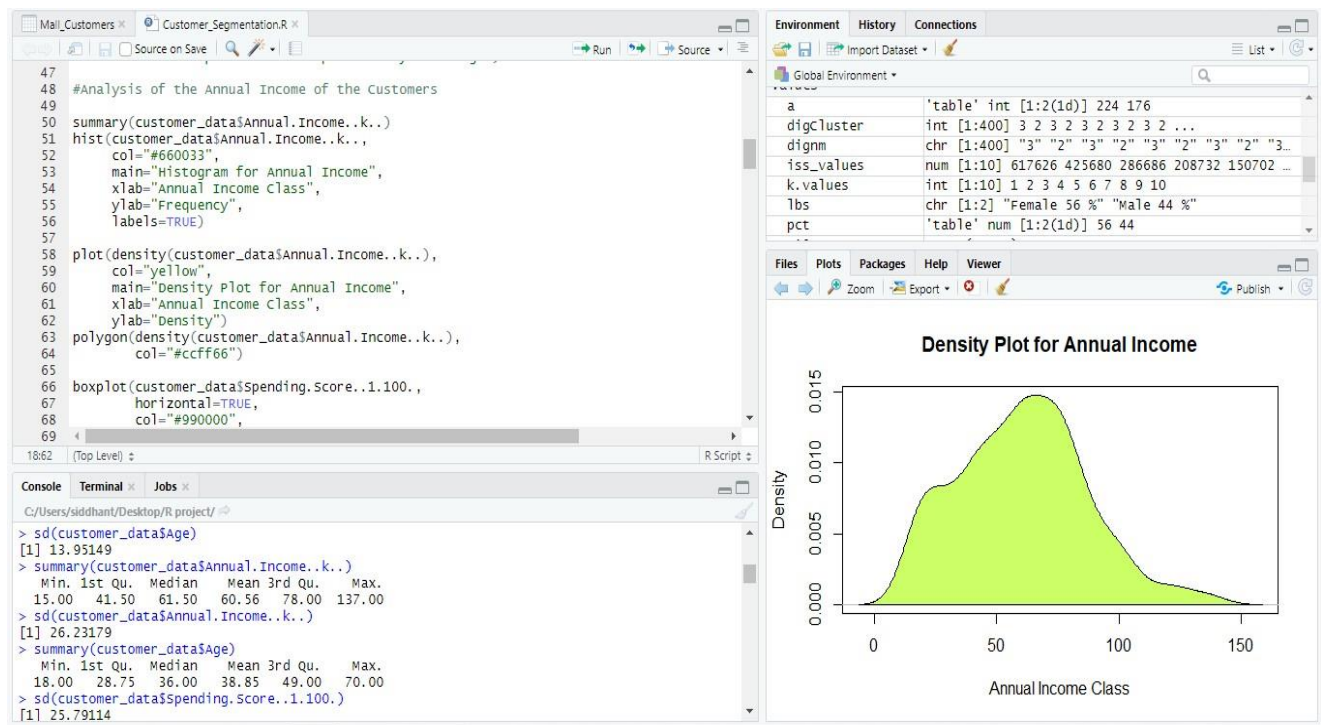 Mall_Customers × Customer_Segmentation.R ×
Source on Save Run Source
47
48 #Analysis of the Annual Income of the Customers
49
50 summary(customer_data$Annual.Income..k..)
51 hist(customer_data$Annual.Income..k..,
52 col="#660033",
53 main="Histogram for Annual Income",
54 xlab="Annual Income Class",
55 ylab="Frequency",
56 labels=TRUE)
57
58 plot(density(customer_data$Annual.Income..k..),
59 col="yellow",
60 main="Density Plot for Annual Income",
61 xlab="Annual Income Class",
62 ylab="Density")
63 polygon(density(customer_data$Annual.Income..k..),
64 col="#ccff66")
65
66 boxplot(customer_data$Spending.Score..1.100.,
67 horizontal=TRUE,
68 col="#990000",
69
18:62 (Top Level) R Script
Console Terminal × Jobs ×
C:/Users/siddhant/Desktop/R project/
> sd(customer_data$Age)
[1] 13.95149
> summary(customer_data$Annual.Income..k..)
Min. 1st Qu. Median Mean 3rd Qu. Max.
15.00 41.50 61.50 60.56 78.00 137.00
> sd(customer_data$Annual.Income..k..)
[1] 26.23179
> summary(customer_data$Age)
Min. 1st Qu. Median Mean 3rd Qu. Max.
18.00 28.75 36.00 38.85 49.00 70.00
> sd(customer_data$Spending.Score..1.100.)
[1] 25.79114
Environment History Connections
Import Dataset List
Global Environment
a 'table' int [1:2(1d)] 224 176
digCluster int [1:400] 3 2 3 2 3 2 3 2 3 2 ...
dignm chr [1:400] "3" "2" "3" "2" "3" "2" "3" "2" "3…
iss_values num [1:10] 617626 425680 286686 208732 150702 …
k.values int [1:10] 1 2 3 4 5 6 7 8 9 10
lbs chr [1:2] "Female 56 %" "Male 44 %"
pct 'table' num [1:2(1d)] 56 44
Files Plots Packages Help Viewer
Zoom Export Publish
Density Plot for Annual Income
Density
0.015
0.010
0.005
0.000
0 50 100 150
Annual Income Class